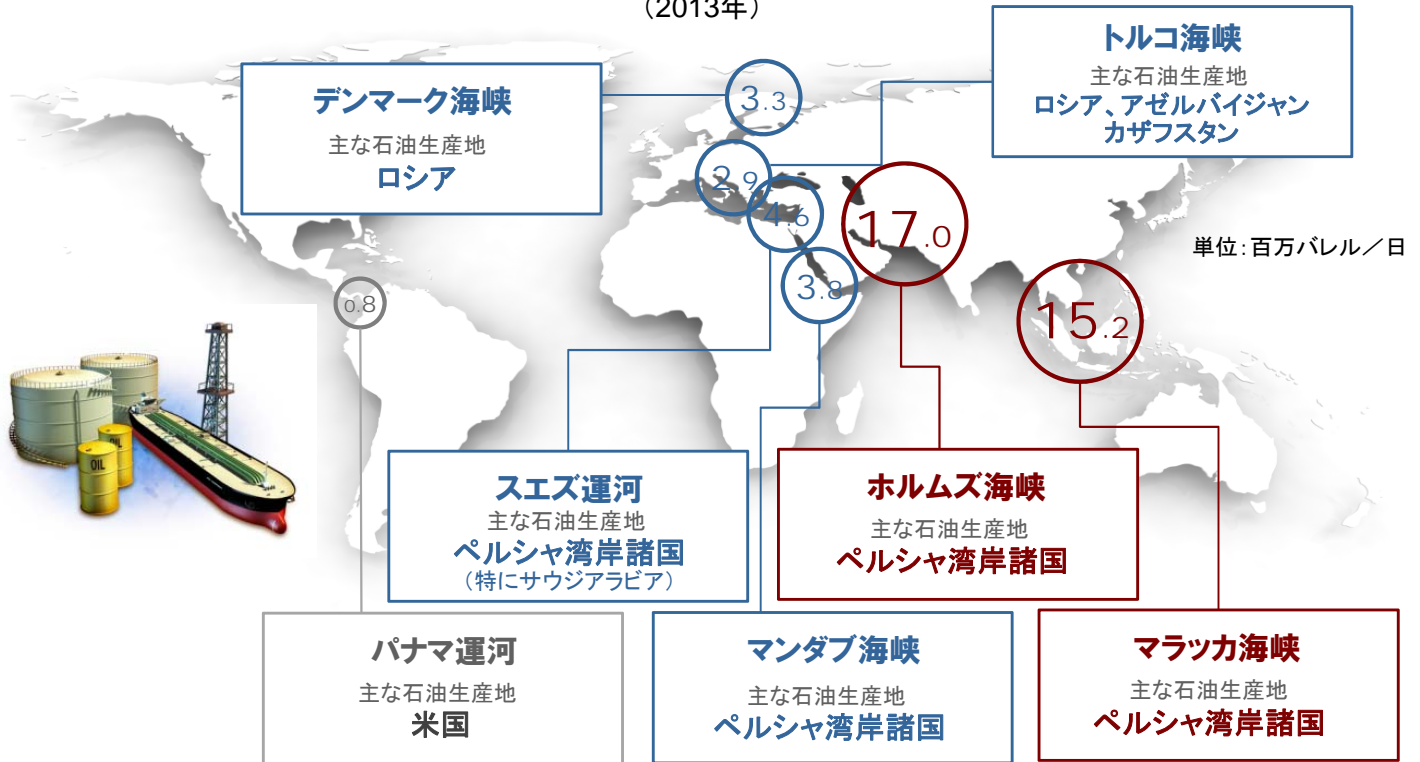 （2013年）
トルコ海峡
主な石油生産地
ロシア、アゼルバイジャン
カザフスタン
デンマーク海峡
主な石油生産地
ロシア
3.3
2.9
4.6
17.0
単位：百万バレル／日
3.8
0.8
15.2
OIL
OIL
スエズ運河
主な石油生産地
ペルシャ湾岸諸国
（特にサウジアラビア）
ホルムズ海峡
主な石油生産地
ペルシャ湾岸諸国
パナマ運河
主な石油生産地
米国
マンダブ海峡
主な石油生産地
ペルシャ湾岸諸国
マラッカ海峡
主な石油生産地
ペルシャ湾岸諸国